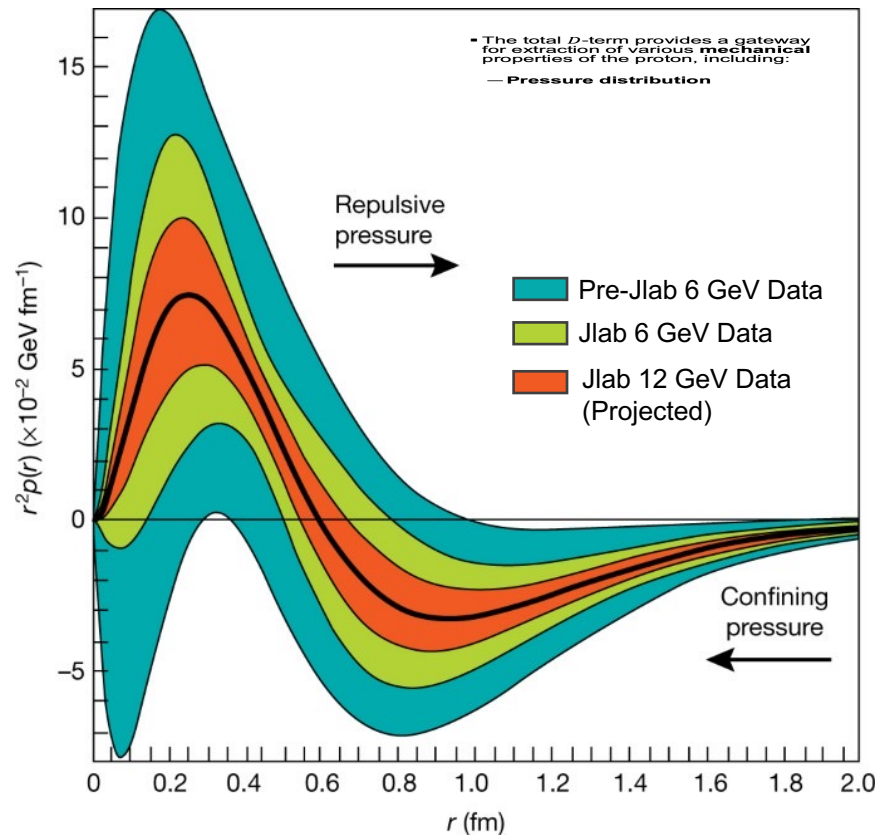 - The total D-term provides a gateway
for extraction of various mechanical
properties of the proton, including:
— Pressure distribution
15
10
5
0
−5
r²p(r) (×10⁻² GeV fm⁻¹)
Repulsive
pressure
Pre-Jlab 6 GeV Data
Jlab 6 GeV Data
Jlab 12 GeV Data
(Projected)
Confining
pressure
0 0.2 0.4 0.6 0.8 1.0 1.2 1.4 1.6 1.8 2.0
r (fm)